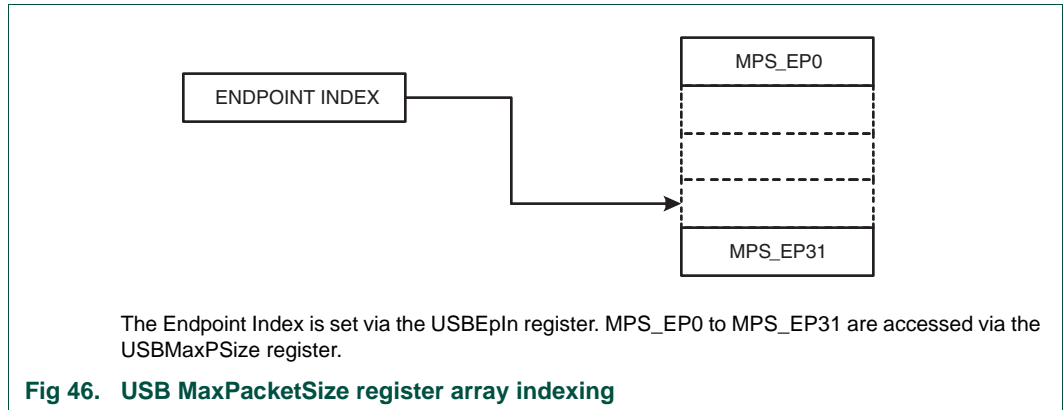 MPS_EP0
ENDPOINT INDEX
MPS_EP31
The Endpoint Index is set via the USBEpIn register. MPS_EP0 to MPS_EP31 are accessed via the
USBMaxPSize register.
Fig 46. USB MaxPacketSize register array indexing